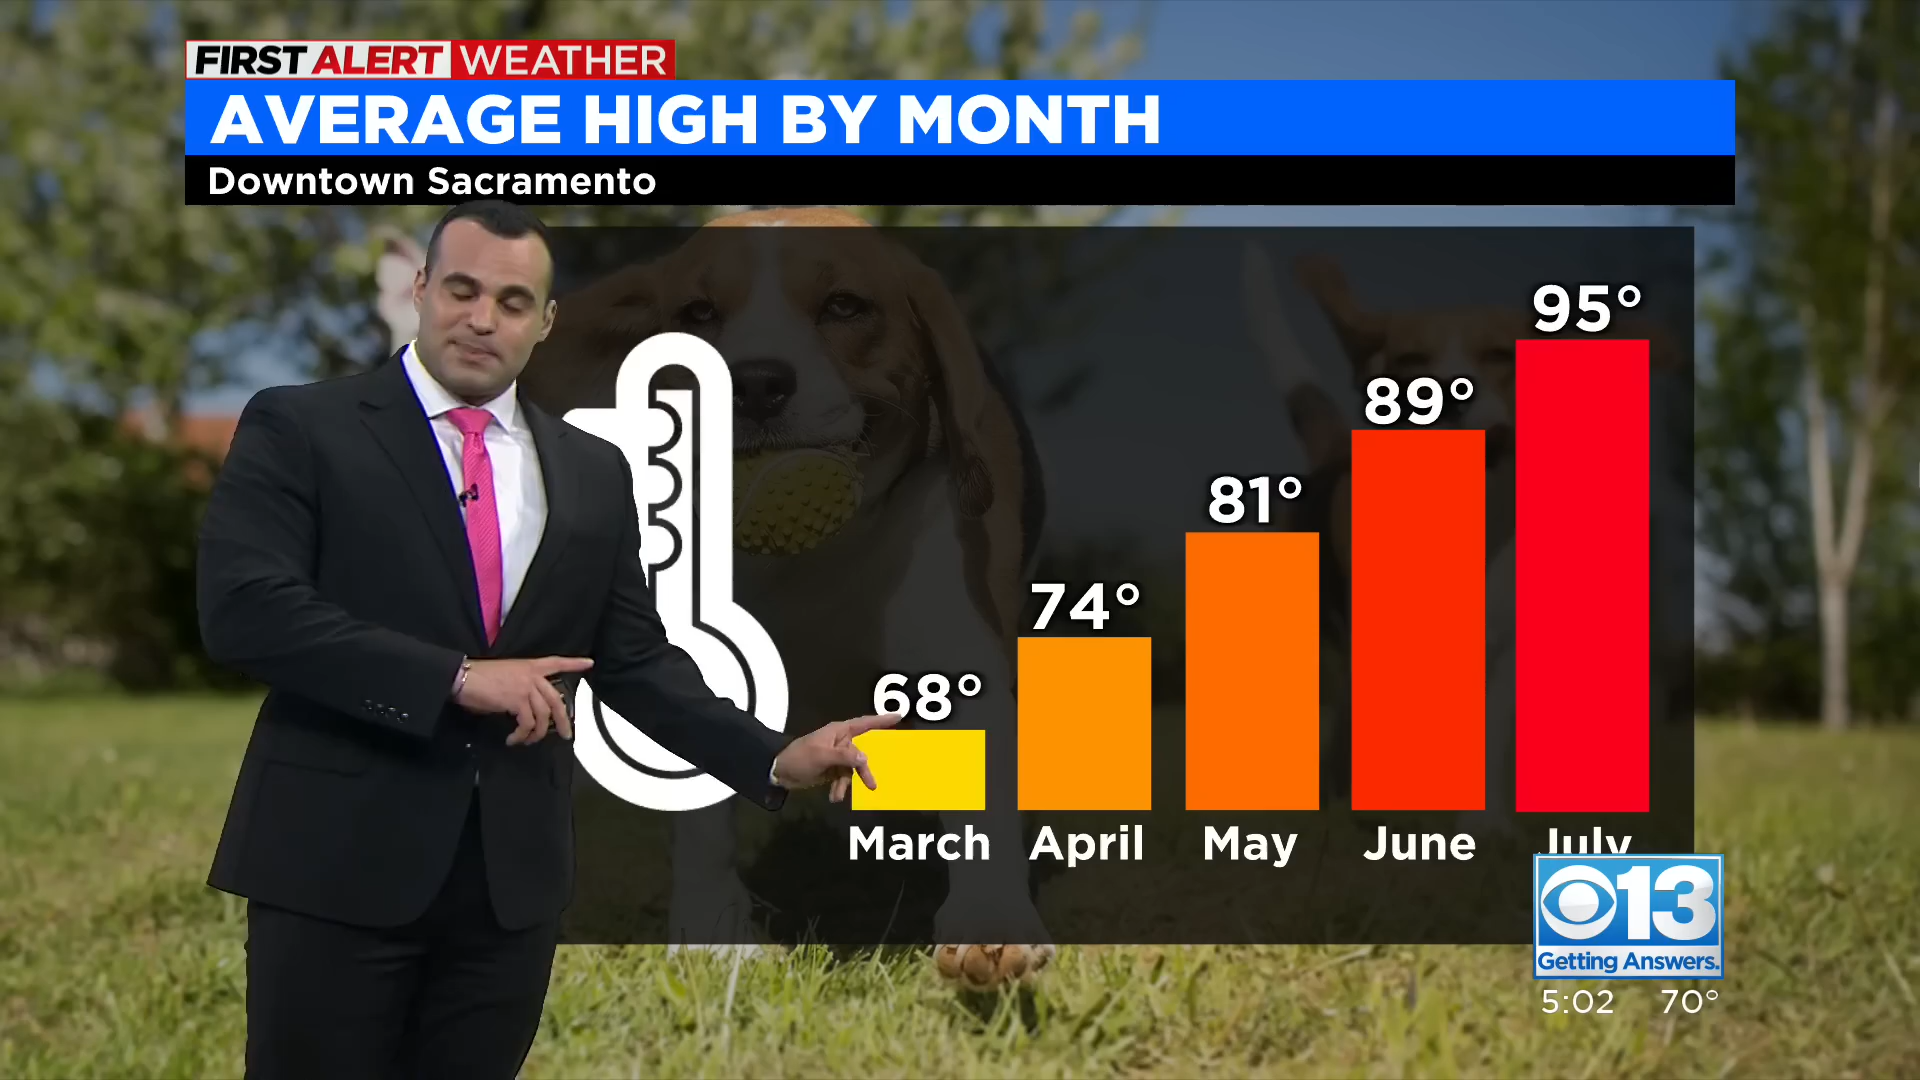 FIRST ALERT WEATHER
AVERAGE HIGH BY MONTH
Downtown Sacramento
68° 74° 81° 89° 95°
March April May June July
13
Getting Answers.
5:02 70°